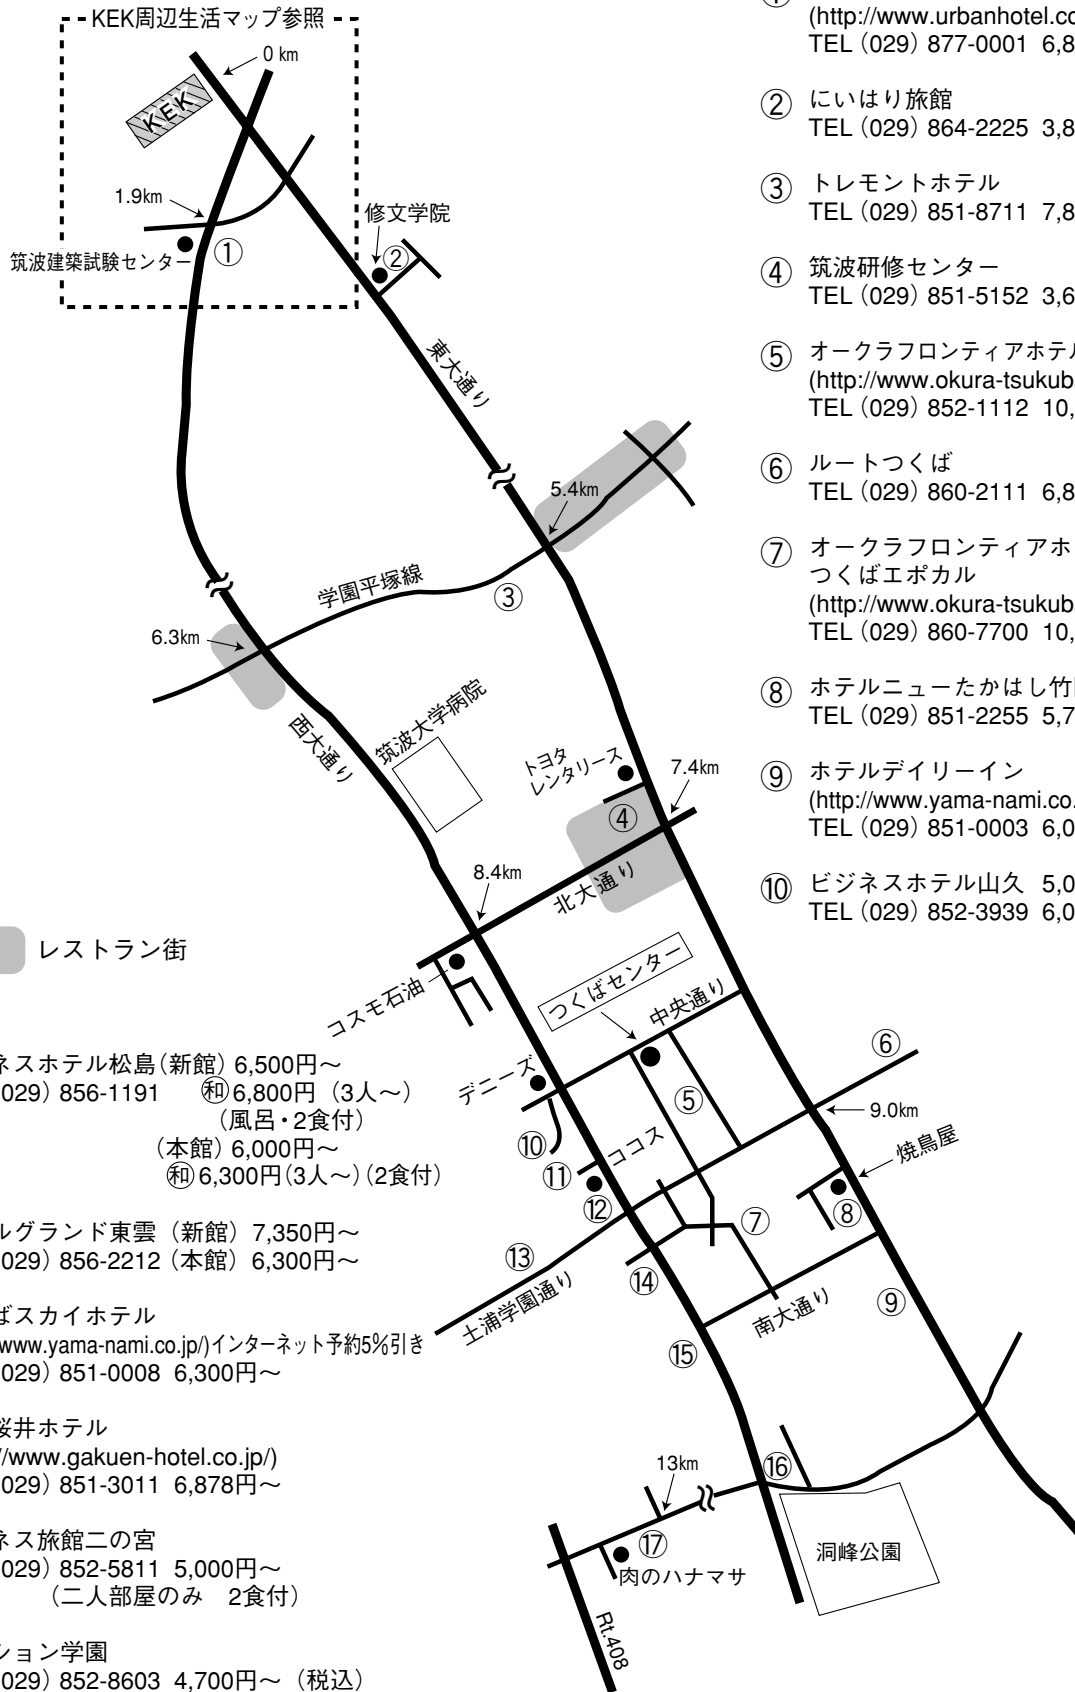 KEK周辺生活マップ参照
0 km
KEK
1.9km
筑波建築試験センター
①
修文学院
②
東大通り
5.4km
学園平塚線
③
6.3km
西大通り
筑波大学病院
トヨタ
レンタリース
7.4km
④
8.4km
北大通り
レストラン街
コスモ石油
つくばセンター
中央通り
デニーズ
⑤
⑥
9.0km
⑩
ココス
⑪
⑫
焼鳥屋
⑧
⑦
⑬
⑭
土浦学園通り
南大通り
⑨
⑮
13km
⑯
⑰
肉のハナマサ
洞峰公園
Rt.408
(http://www.urbanhotel.co
TEL (029) 877-0001 6,8
② にいはり旅館
TEL (029) 864-2225 3,8
③ トレモントホテル
TEL (029) 851-8711 7,8
④ 筑波研修センター
TEL (029) 851-5152 3,6
⑤ オークラフロンティアホテル
(http://www.okura-tsukub
TEL (029) 852-1112 10,
⑥ ルートつくば
TEL (029) 860-2111 6,8
⑦ オークラフロンティアホ
つくばエポカル
(http://www.okura-tsukub
TEL (029) 860-7700 10,
⑧ ホテルニューたかはし竹
TEL (029) 851-2255 5,7
⑨ ホテルデイリーイン
(http://www.yama-nami.co.
TEL (029) 851-0003 6,0
⑩ ビジネスホテル山久 5,0
TEL (029) 852-3939 6,0
ネスホテル松島(新館) 6,500円〜
029) 856-1191 ㊿和 6,800円 (3人〜)
(風呂・2食付)
(本館) 6,000円〜
和 6,300円(3人〜)(2食付)
ルグランド東雲 (新館) 7,350円〜
029) 856-2212 (本館) 6,300円〜
ばスカイホテル
www.yama-nami.co.jp/)インターネット予約5%引き
029) 851-0008 6,300円〜
桜井ホテル
//www.gakuen-hotel.co.jp/)
029) 851-3011 6,878円〜
ネス旅館二の宮
029) 852-5811 5,000円〜
(二人部屋のみ 2食付)
ション学園
029) 852-8603 4,700円〜 (税込)